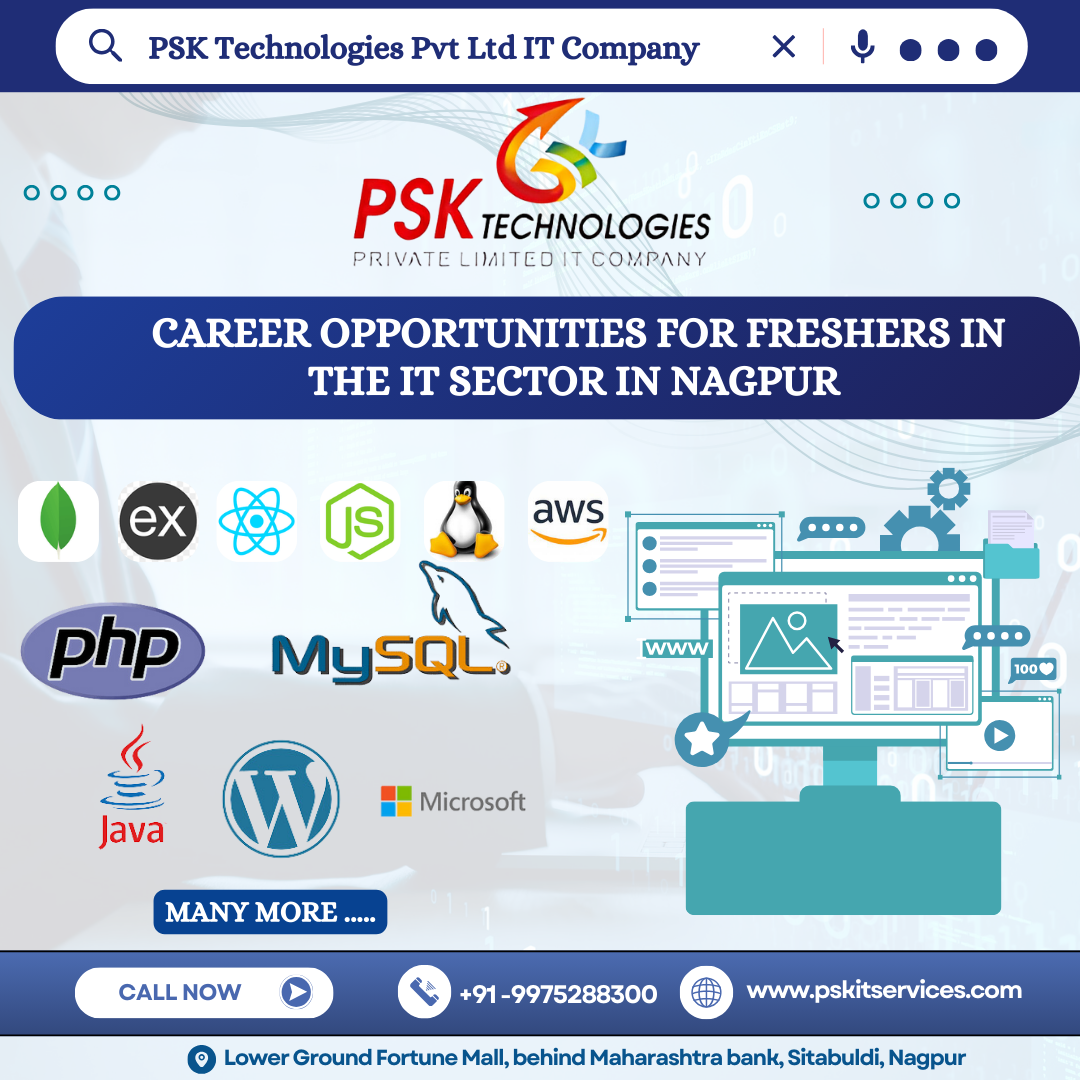 PSK Technologies Pvt Ltd IT Company
PSK TECHNOLOGIES
PRIVATE LIMITED IT COMPANY
CAREER OPPORTUNITIES FOR FRESHERS IN
THE IT SECTOR IN NAGPUR
ex
JS
aws
php
MySQL®
www
100
Java
W
Microsoft
MANY MORE .....
CALL NOW
+91 -9975288300
www.pskitservices.com
Lower Ground Fortune Mall, behind Maharashtra bank, Sitabuldi, Nagpur